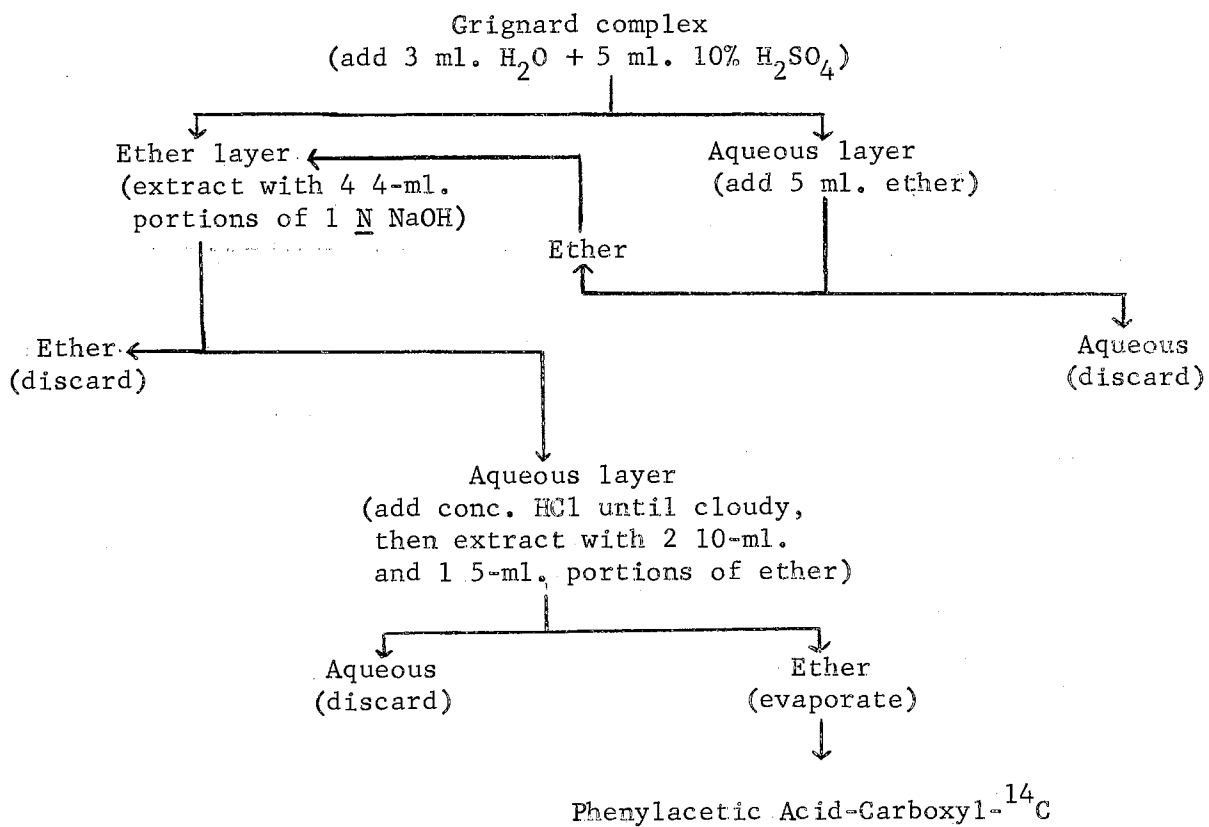 Grignard complex
(add 3 ml. H₂O + 5 ml. 10% H₂SO₄)
Ether layer
(extract with 4 4-ml.
portions of 1 N NaOH)
Aqueous layer
(add 5 ml. ether)
Ether
Ether
(discard)
Aqueous
(discard)
Aqueous layer
(add conc. HCl until cloudy,
then extract with 2 10-ml.
and 1 5-ml. portions of ether)
Aqueous
(discard)
Ether
(evaporate)
Phenylacetic Acid-Carboxyl-¹⁴C